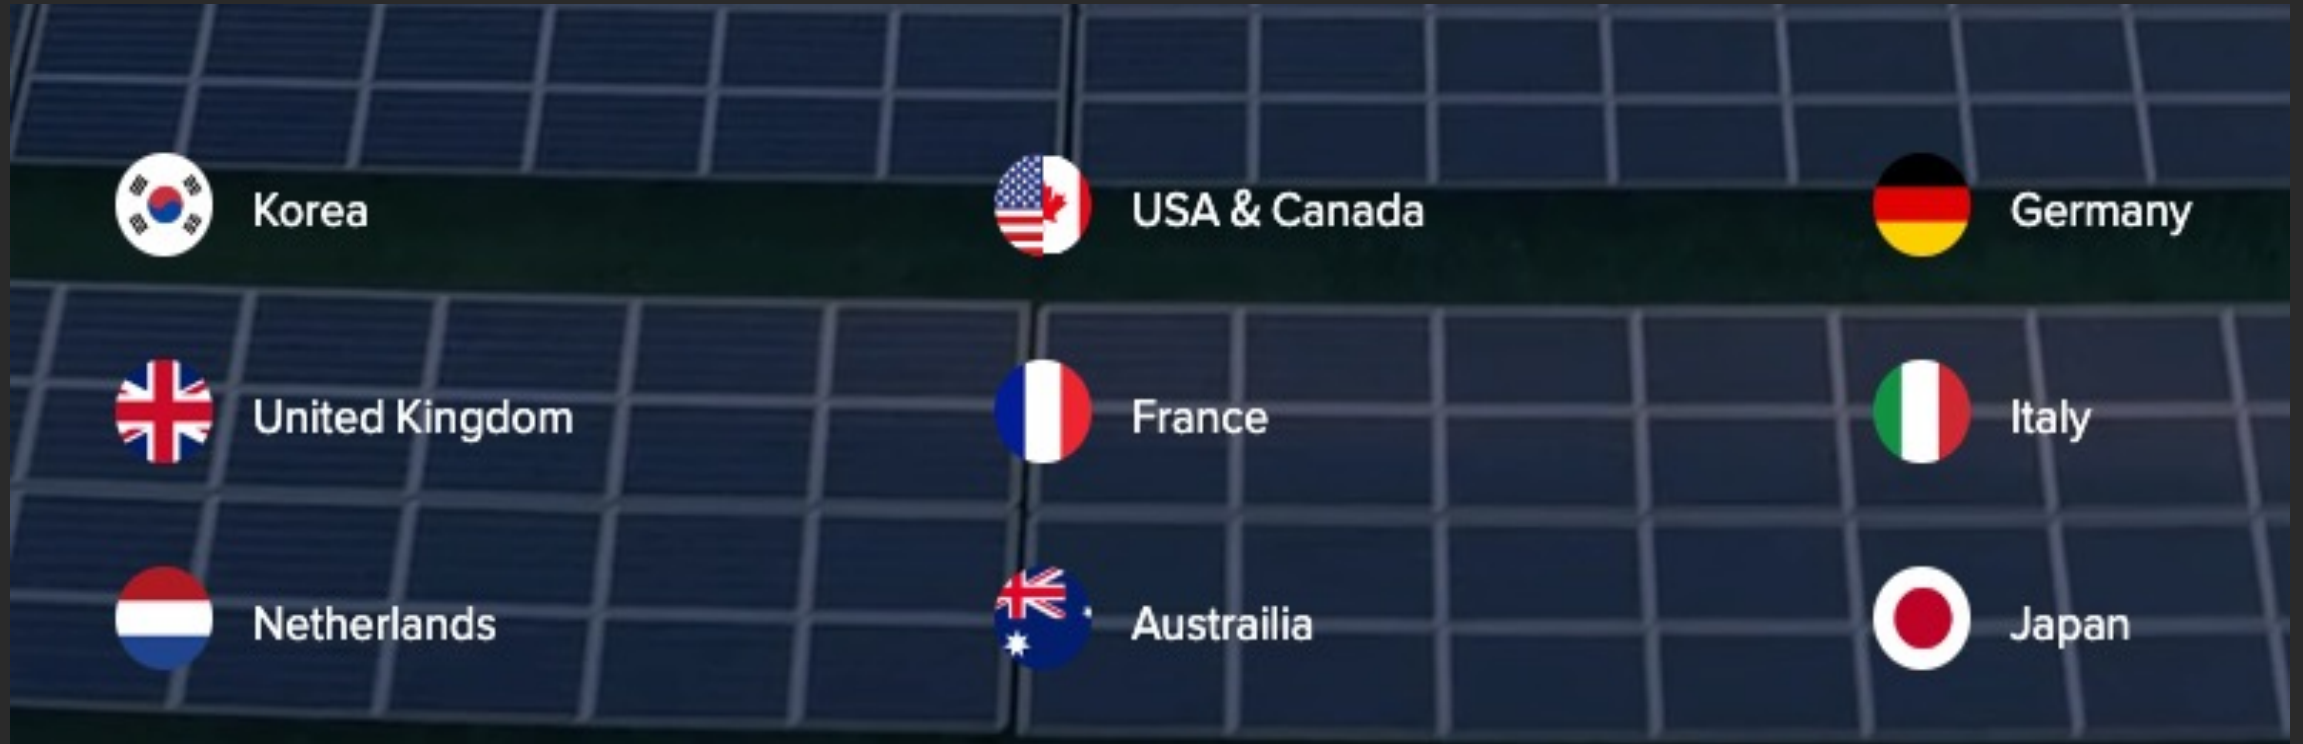 Korea
USA & Canada
Germany
United Kingdom
France
Italy
Netherlands
Austrailia
Japan